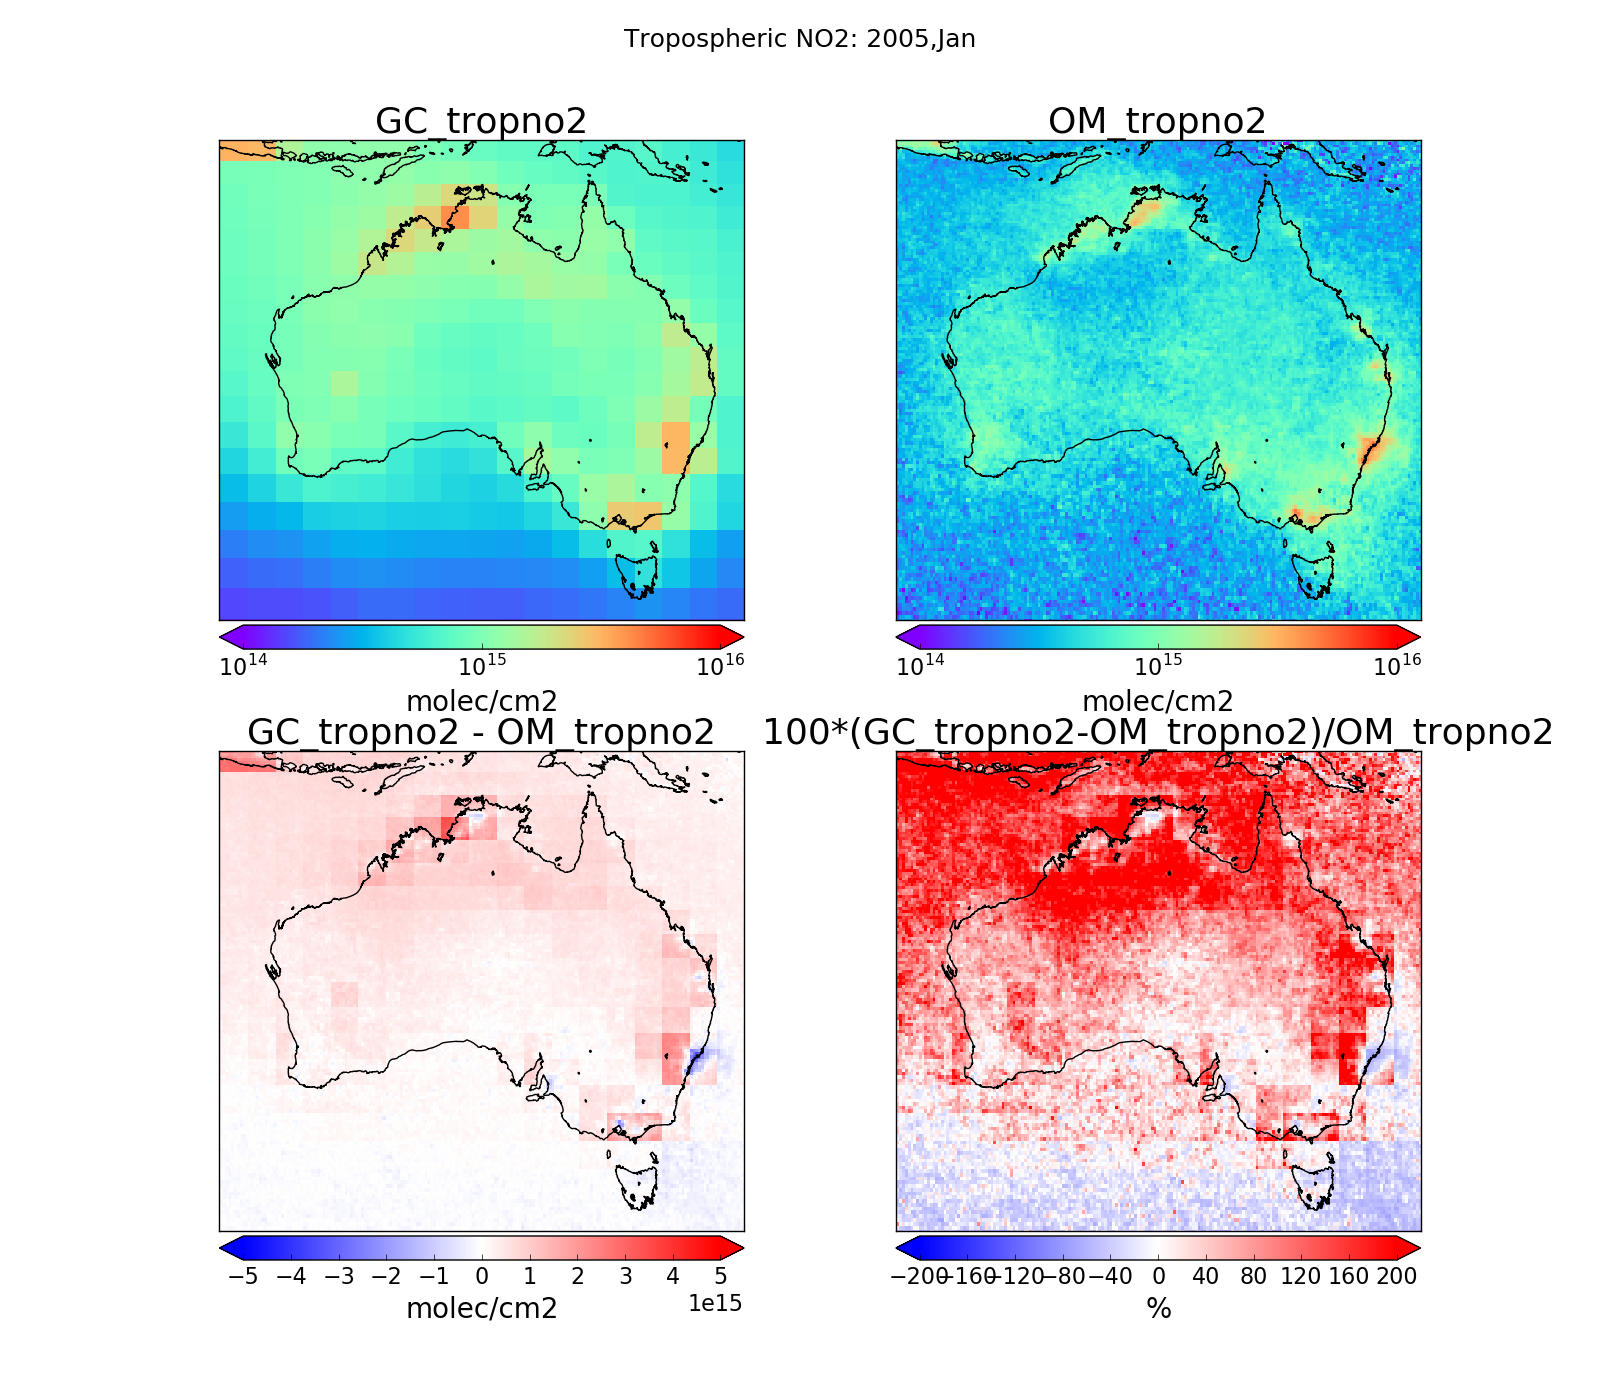 Tropospheric NO2: 2005,Jan
GC_tropno2
OM_tropno2
10^14 10^15 10^16
molec/cm2
10^14 10^15 10^16
molec/cm2
GC_tropno2 - OM_tropno2
100*(GC_tropno2-OM_tropno2)/OM_tropno2
−5 −4 −3 −2 −1 0 1 2 3 4 5
molec/cm2
1e15
−200 −160 −120 −80 −40 0 40 80 120 160 200
%